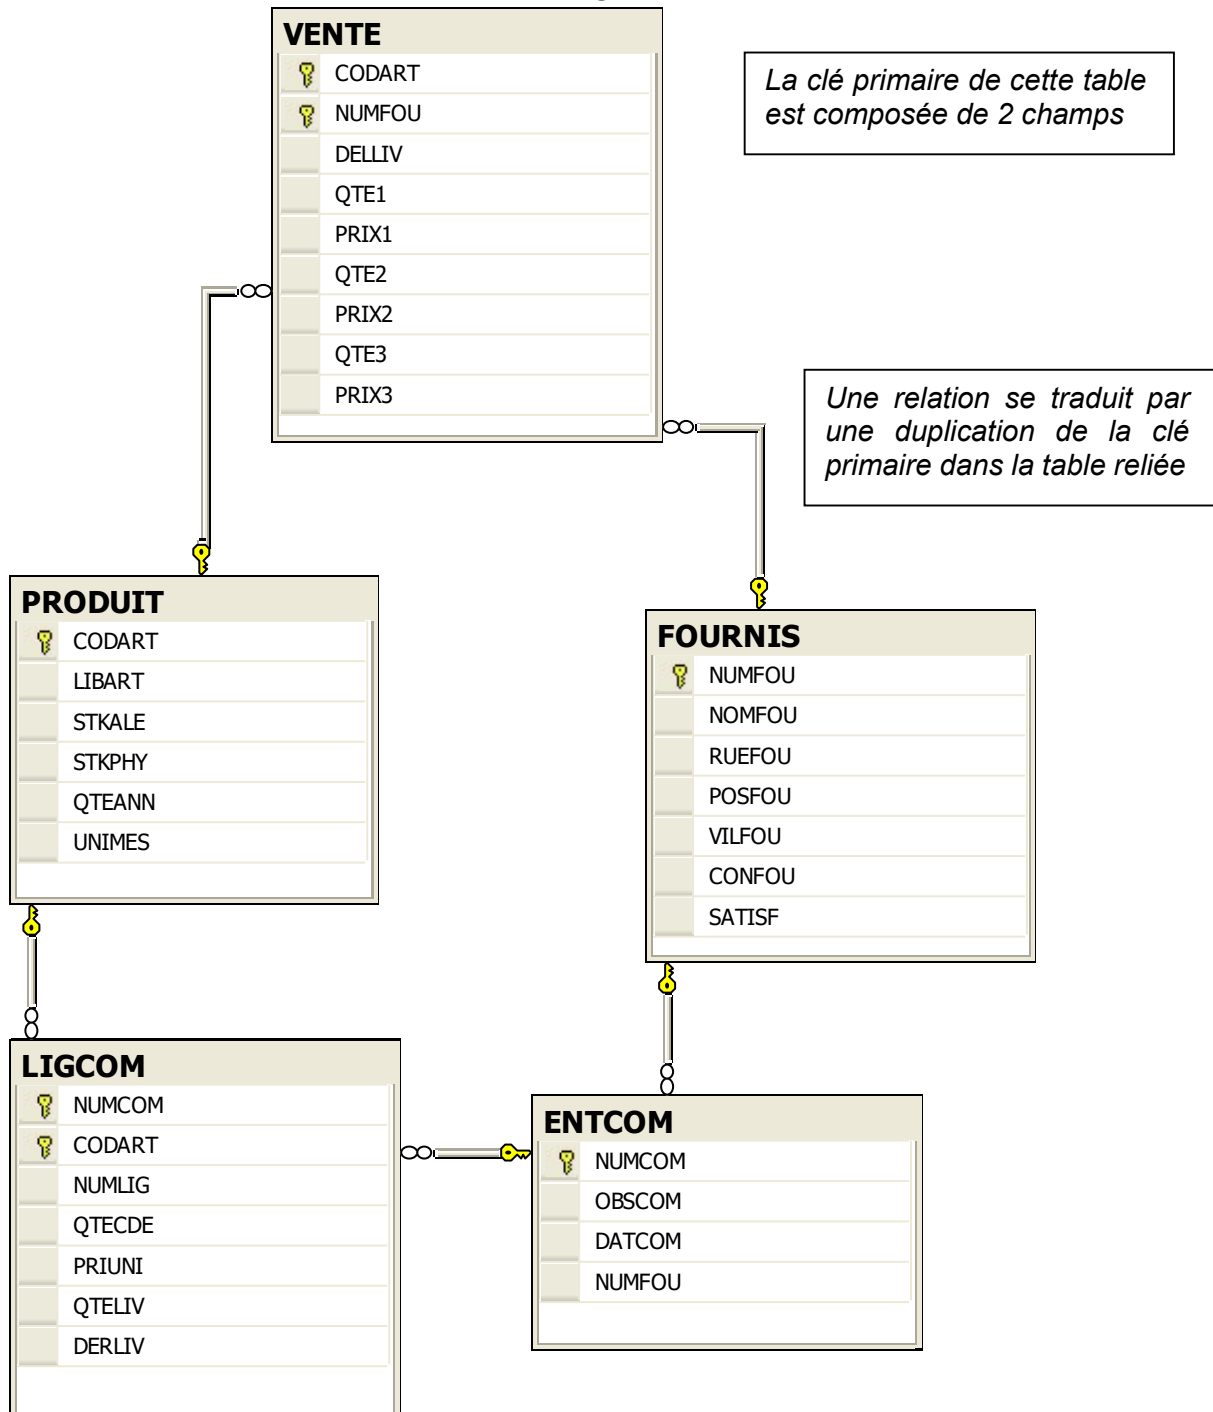 VENTE
CODART
NUMFOU
DELLIV
QTE1
PRIX1
QTE2
PRIX2
QTE3
PRIX3
La clé primaire de cette table
est composée de 2 champs
Une relation se traduit par
une duplication de la clé
primaire dans la table reliée
PRODUIT
CODART
LIBART
STKALE
STKPHY
QTEANN
UNIMES
FOURNIS
NUMFOU
NOMFOU
RUEFOU
POSFOU
VILFOU
CONFOU
SATISF
LIGCOM
NUMCOM
CODART
NUMLIG
QTECDE
PRIUNI
QTELIV
DERLIV
ENTCOM
NUMCOM
OBSCOM
DATCOM
NUMFOU